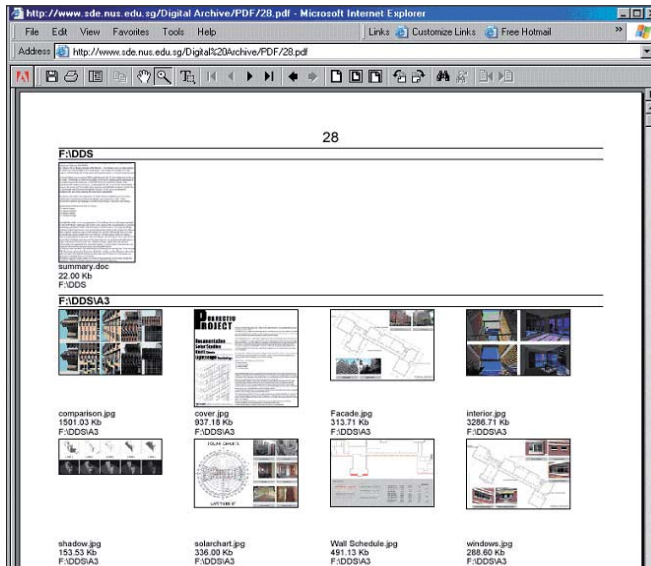 http://www.sde.nus.edu.sg/Digital Archive/PDF/28.pdf - Microsoft Internet Explorer
File Edit View Favorites Tools Help Links Customize Links Free Hotmail »
Address http://www.sde.nus.edu.sg/Digital%20Archive/PDF/28.pdf
28
F:\DDS
summary.doc
22.00 Kb
F:\DDS
F:\DDS\A3
ROJECT
Documentation
Solar Studies
comparison.jpg cover.jpg Facade.jpg interior.jpg
1501.03 Kb 937.18 Kb 313.71 Kb 3286.71 Kb
F:\DDS\A3 F:\DDS\A3 F:\DDS\A3 F:\DDS\A3
shadow.jpg solarchart.jpg Wall Schedule.jpg windows.jpg
153.53 Kb 336.00 Kb 491.13 Kb 288.60 Kb
F:\DDS\A3 F:\DDS\A3 F:\DDS\A3 F:\DDS\A3